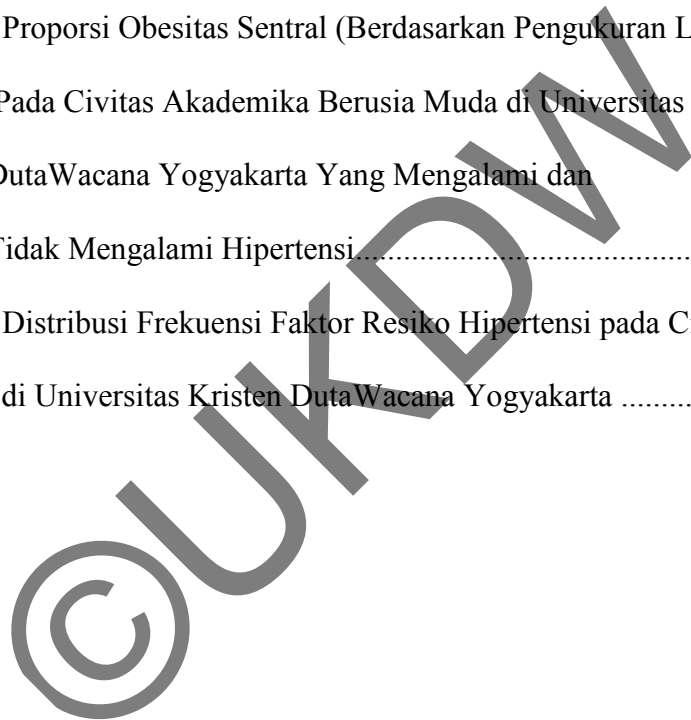 Proporsi Obesitas Sentral (Berdasarkan Pengukuran L
Pada Civitas Akademika Berusia Muda di Universitas
DutaWacana Yogyakarta Yang Mengalami dan
Tidak Mengalami Hipertensi..........................................
Distribusi Frekuensi Faktor Resiko Hipertensi pada C
di Universitas Kristen DutaWacana Yogyakarta .........
©UKDW